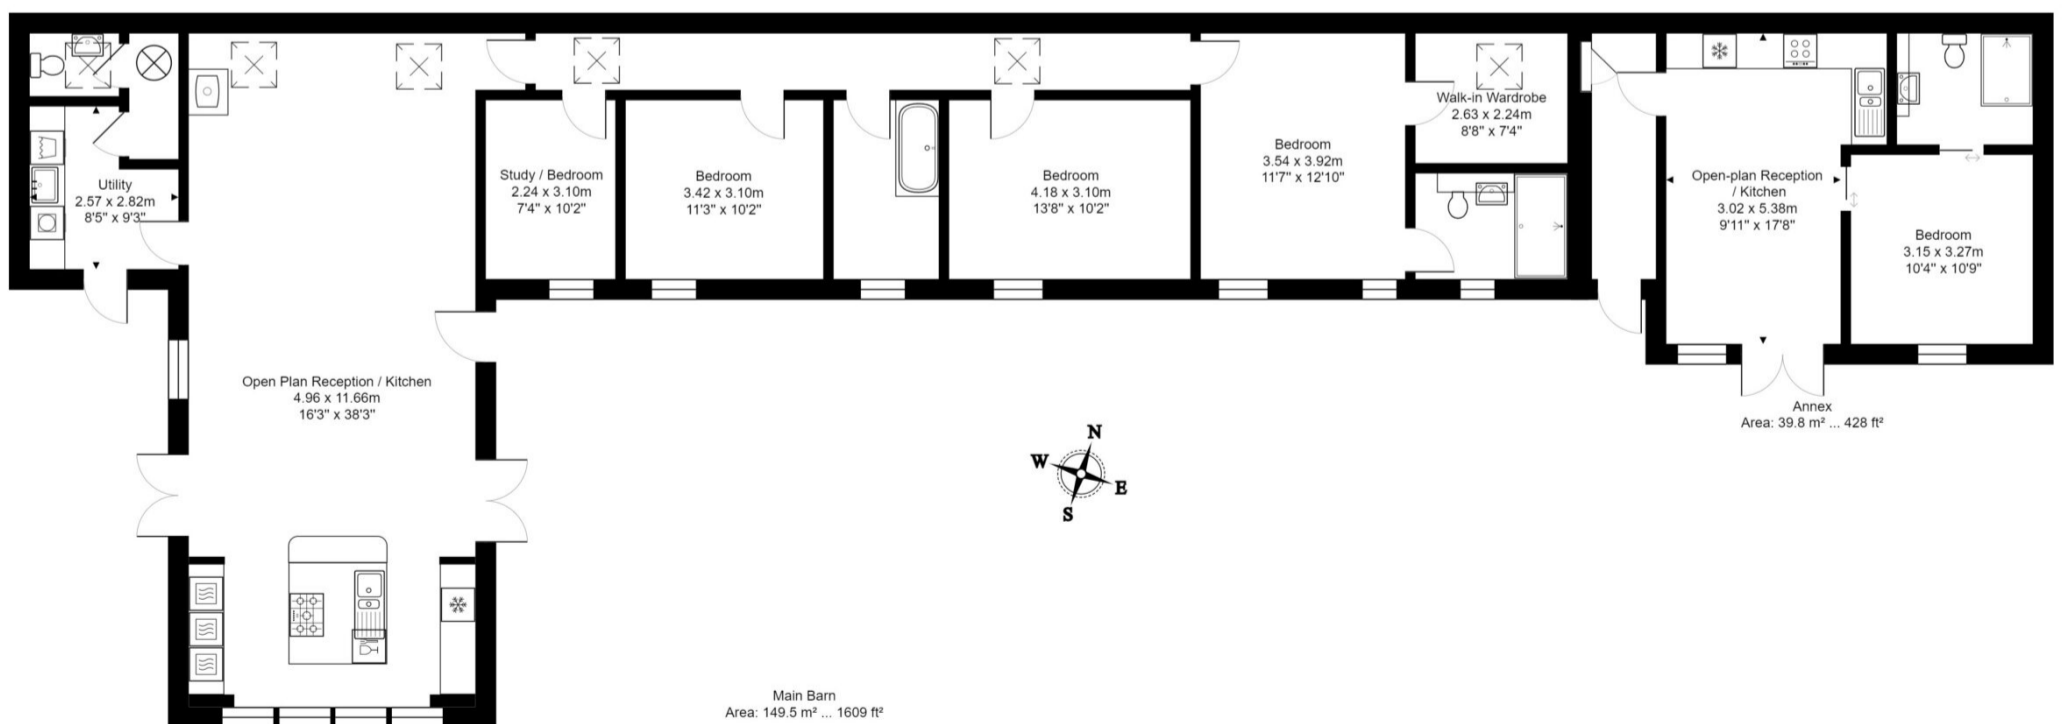 Utility
2.57 x 2.82m
8'5" x 9'3"
Open Plan Reception / Kitchen
4.96 x 11.66m
16'3" x 38'3"
Study / Bedroom
2.24 x 3.10m
7'4" x 10'2"
Bedroom
3.42 x 3.10m
11'3" x 10'2"
Bedroom
4.18 x 3.10m
13'8" x 10'2"
Bedroom
3.54 x 3.92m
11'7" x 12'10"
Walk-in Wardrobe
2.63 x 2.24m
8'8" x 7'4"
Open-plan Reception
/ Kitchen
3.02 x 5.38m
9'11" x 17'8"
Bedroom
3.15 x 3.27m
10'4" x 10'9"
Annex
Area: 39.8 m² ... 428 ft²
N
W
E
S
Main Barn
Area: 149.5 m² ... 1609 ft²